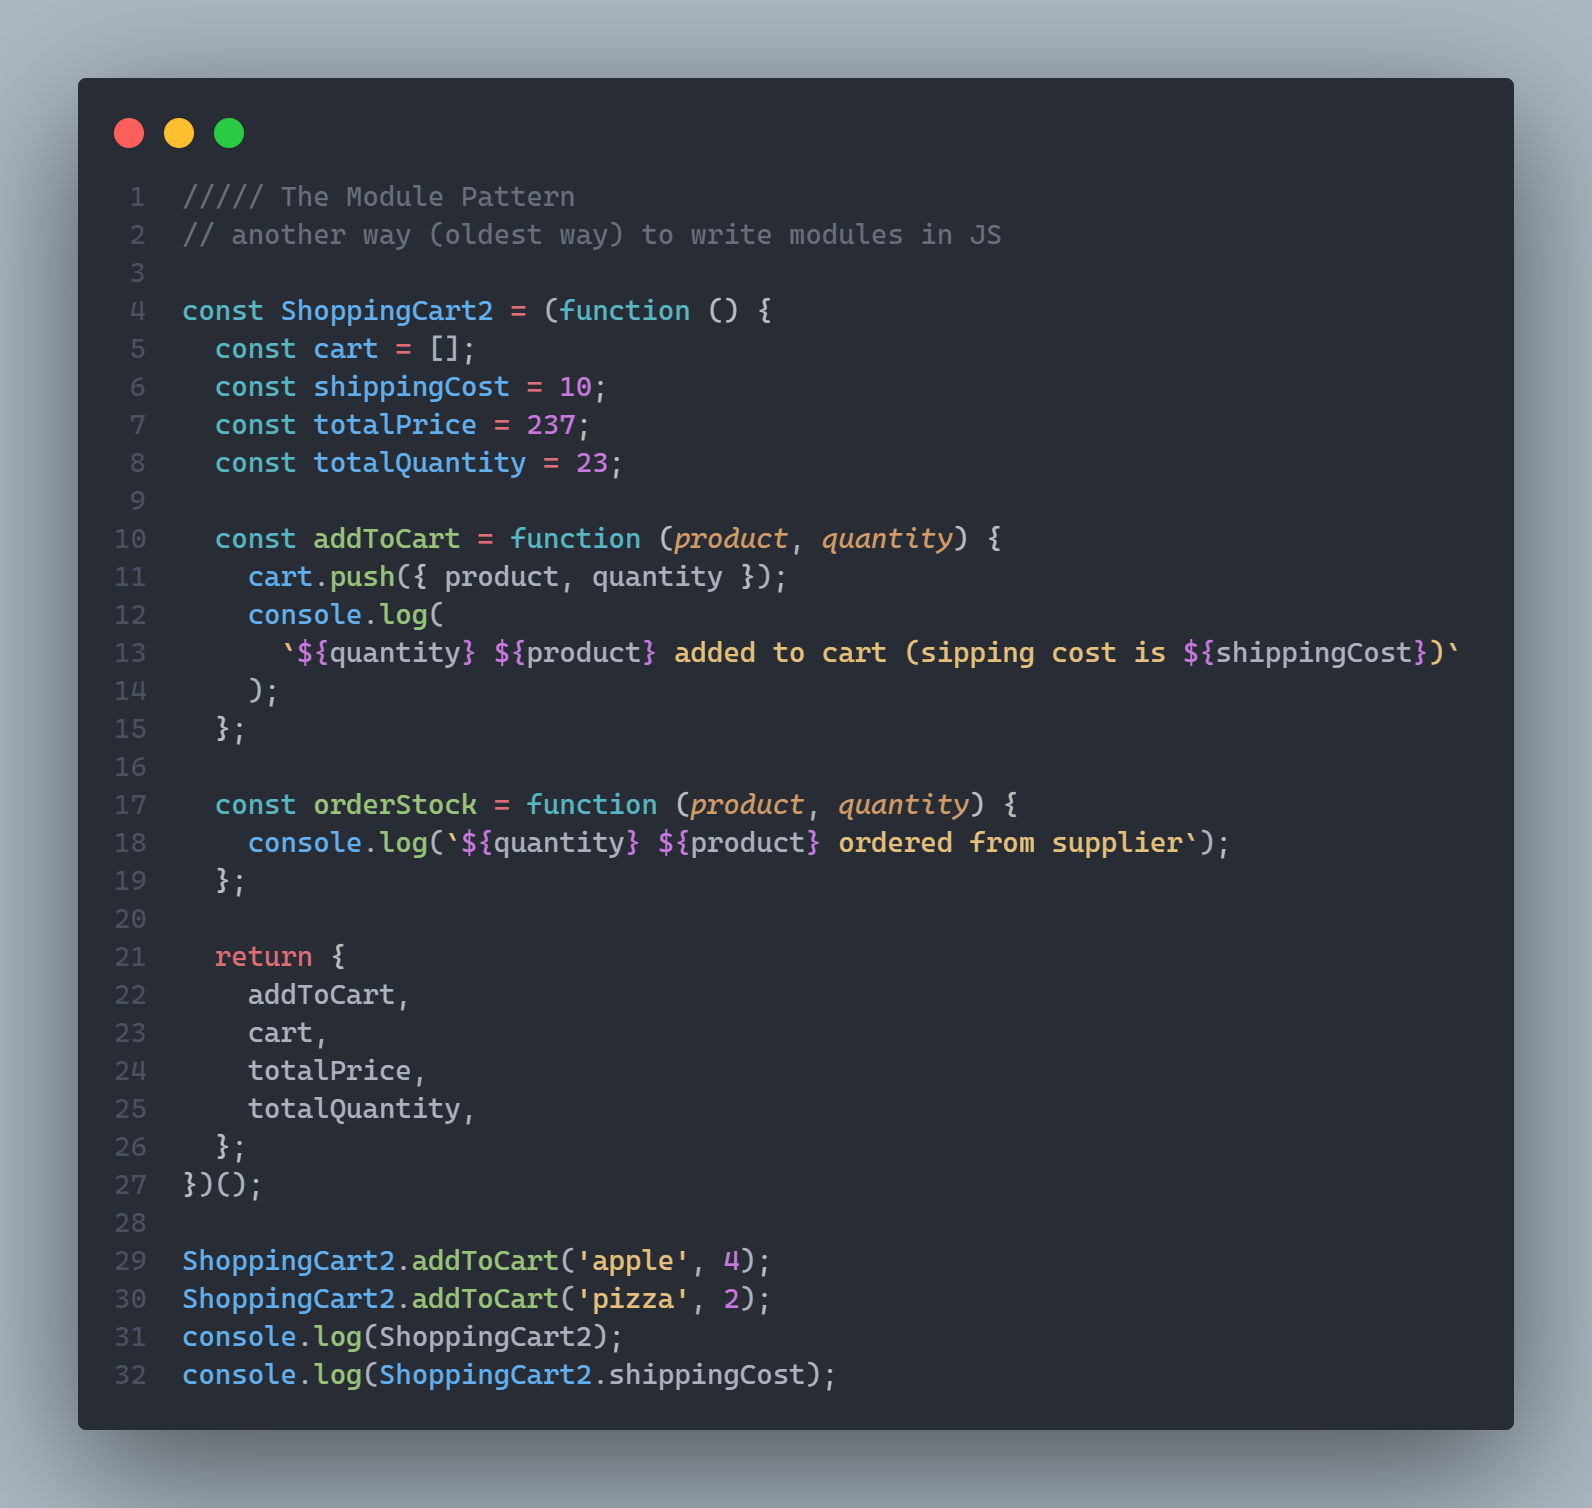 1 ///// The Module Pattern
2 // another way (oldest way) to write modules in JS
3
4 const ShoppingCart2 = (function () {
5   const cart = [];
6   const shippingCost = 10;
7   const totalPrice = 237;
8   const totalQuantity = 23;
9
10   const addToCart = function (product, quantity) {
11     cart.push({ product, quantity });
12     console.log(
13       `${quantity} ${product} added to cart (sipping cost is ${shippingCost})`
14     );
15   };
16
17   const orderStock = function (product, quantity) {
18     console.log(`${quantity} ${product} ordered from supplier`);
19   };
20
21   return {
22     addToCart,
23     cart,
24     totalPrice,
25     totalQuantity,
26   };
27 })();
28
29 ShoppingCart2.addToCart('apple', 4);
30 ShoppingCart2.addToCart('pizza', 2);
31 console.log(ShoppingCart2);
32 console.log(ShoppingCart2.shippingCost);